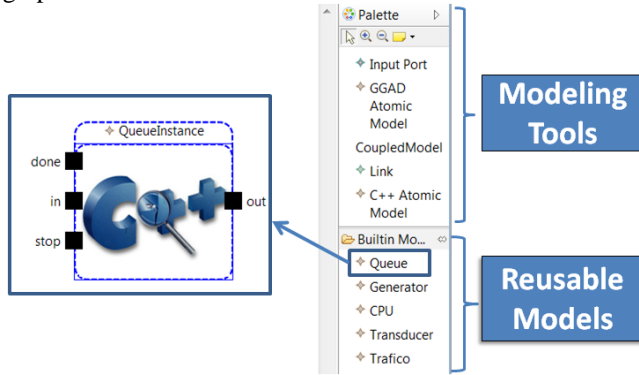 Palette
Input Port
GGAD
Atomic
Model
CoupledModel
Link
C++ Atomic
Model
Modeling
Tools
QueueInstance
done
in
stop
out
C++
Builtin Mo...
Queue
Generator
CPU
Transducer
Trafico
Reusable
Models